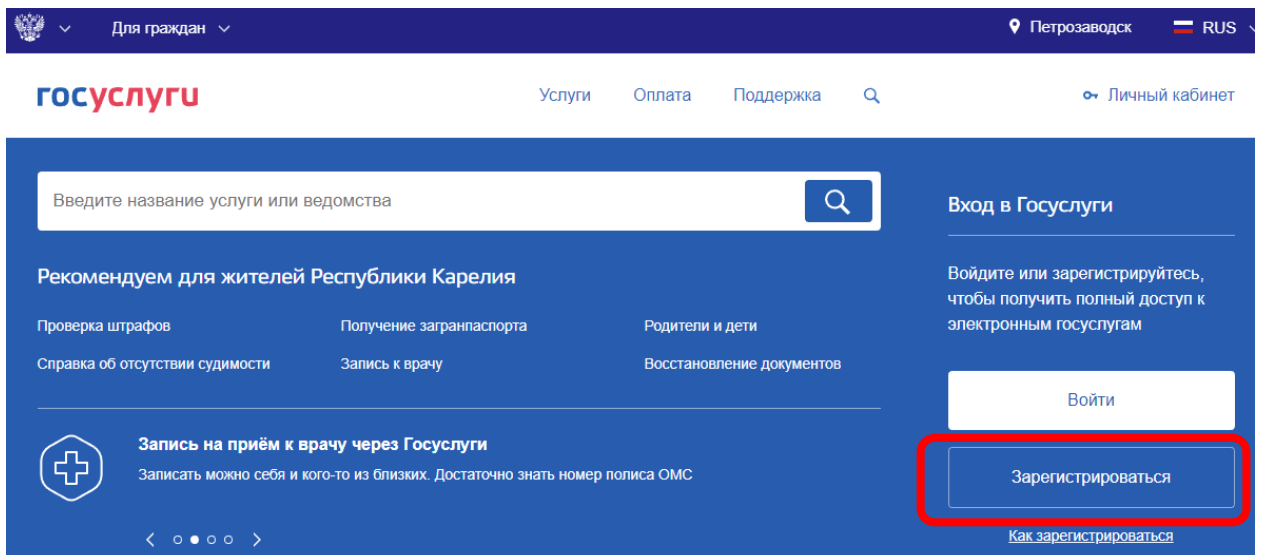 Для граждан
Петрозаводск
RUS
госуслуги
Услуги
Оплата
Поддержка
Личный кабинет
Введите название услуги или ведомства
Рекомендуем для жителей Республики Карелия
Проверка штрафов
Получение загранпаспорта
Родители и дети
Справка об отсутствии судимости
Запись к врачу
Восстановление документов
Запись на приём к врачу через Госуслуги
Записать можно себя и кого-то из близких. Достаточно знать номер полиса ОМС
Вход в Госуслуги
Войдите или зарегистрируйтесь,
чтобы получить полный доступ к
электронным госуслугам
Войти
Зарегистрироваться
Как зарегистрироваться